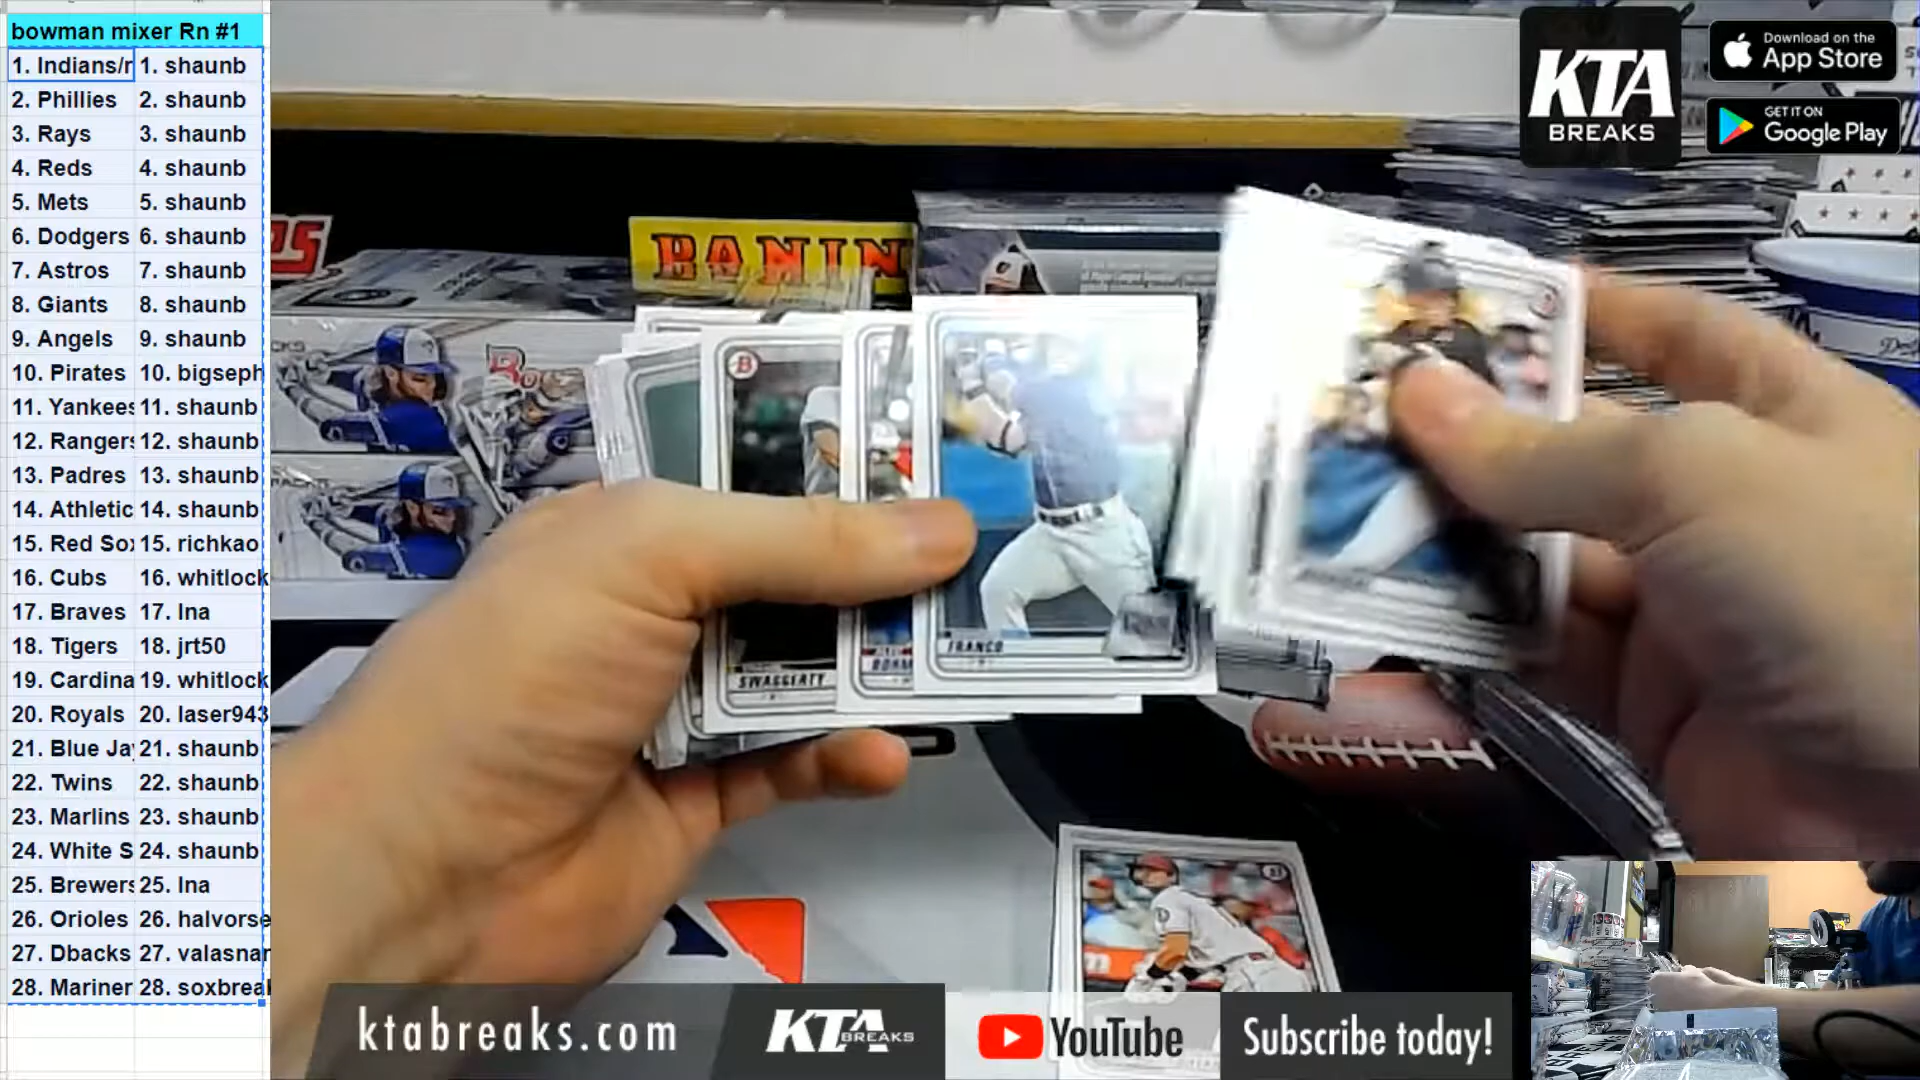 bowman mixer Rn #1
1. Indians/r 1. shaunb
2. Phillies 2. shaunb
3. Rays 3. shaunb
4. Reds 4. shaunb
5. Mets 5. shaunb
6. Dodgers 6. shaunb
7. Astros 7. shaunb
8. Giants 8. shaunb
9. Angels 9. shaunb
10. Pirates 10. bigseph
11. Yankees 11. shaunb
12. Rangers 12. shaunb
13. Padres 13. shaunb
14. Athletic 14. shaunb
15. Red Sox 15. richkao
16. Cubs 16. whitlock
17. Braves 17. lna
18. Tigers 18. jrt50
19. Cardina 19. whitlock
20. Royals 20. laser943
21. Blue Jay 21. shaunb
22. Twins 22. shaunb
23. Marlins 23. shaunb
24. White S 24. shaunb
25. Brewers 25. lna
26. Orioles 26. halvorse
27. Dbacks 27. valasnar
28. Mariner 28. soxbreak
KTA
BREAKS
Download on the
App Store
GET IT ON
Google Play
PANINI
B
SWAGGERTY
BOHM
FRANCO
ktabreaks.com
KTA BREAKS
YouTube
Subscribe today!